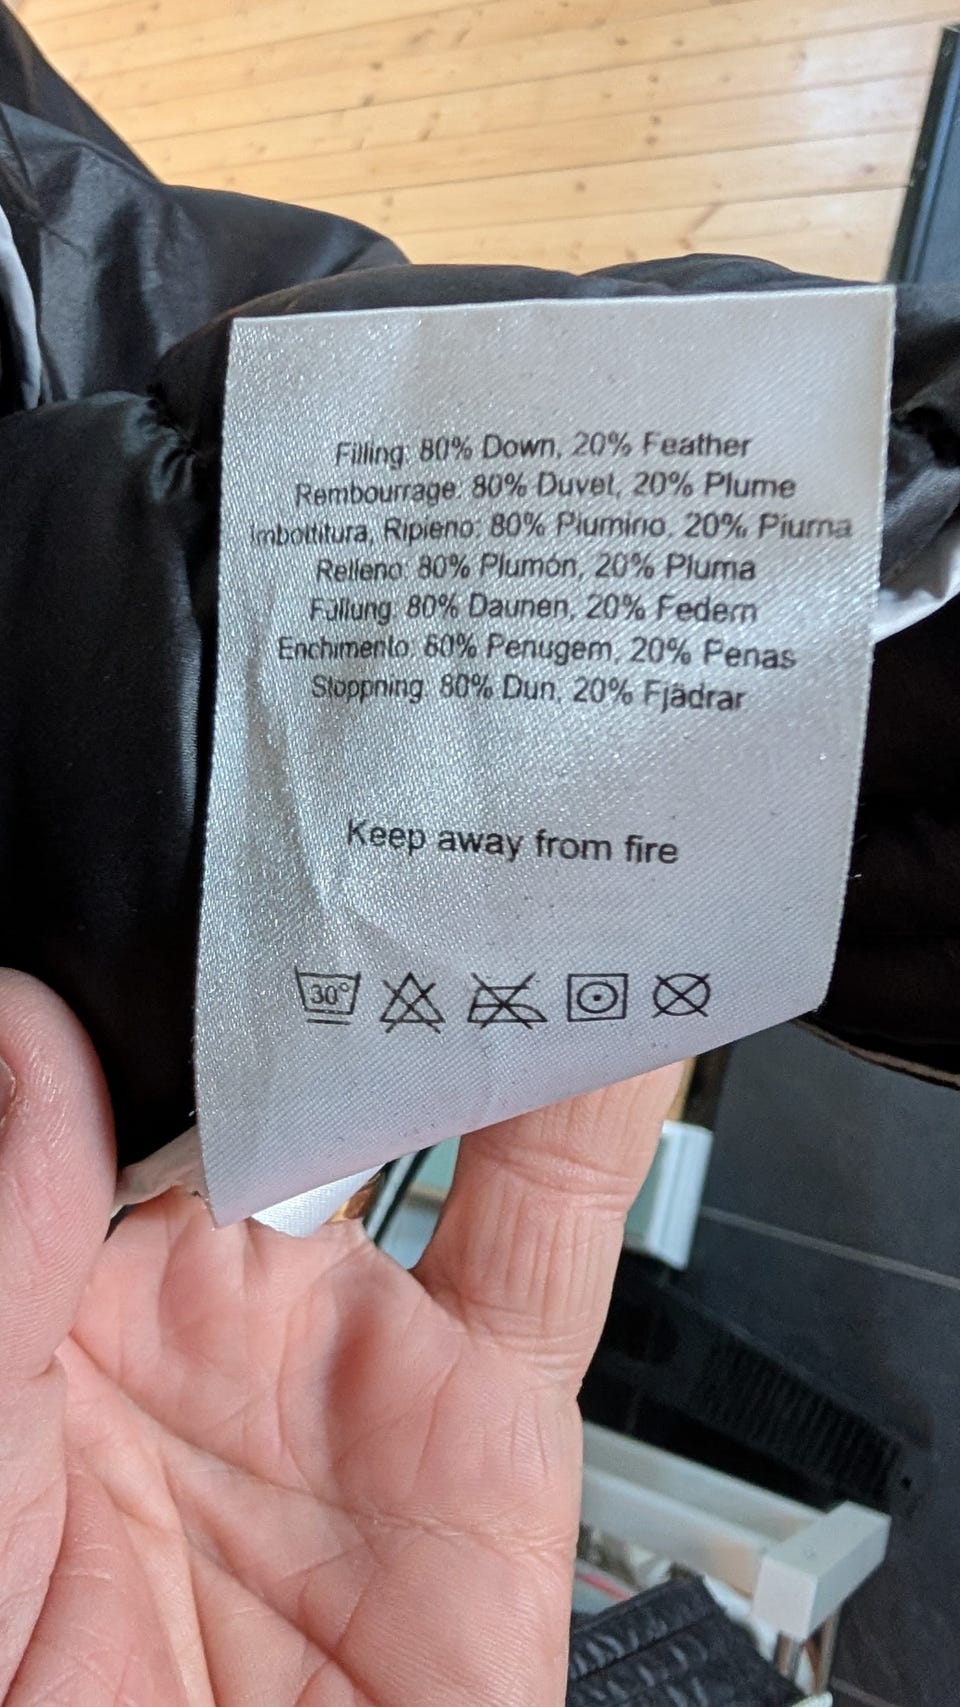 Filling: 80% Down, 20% Feather
Rembourrage: 80% Duvet, 20% Plume
Imbottitura, Ripieno: 80% Piumino, 20% Piuma
Relleno: 80% Plumón, 20% Pluma
Füllung: 80% Daunen, 20% Federn
Enchimento: 80% Penugem, 20% Penas
Stoppning: 80% Dun, 20% Fjädrar
Keep away from fire
30°